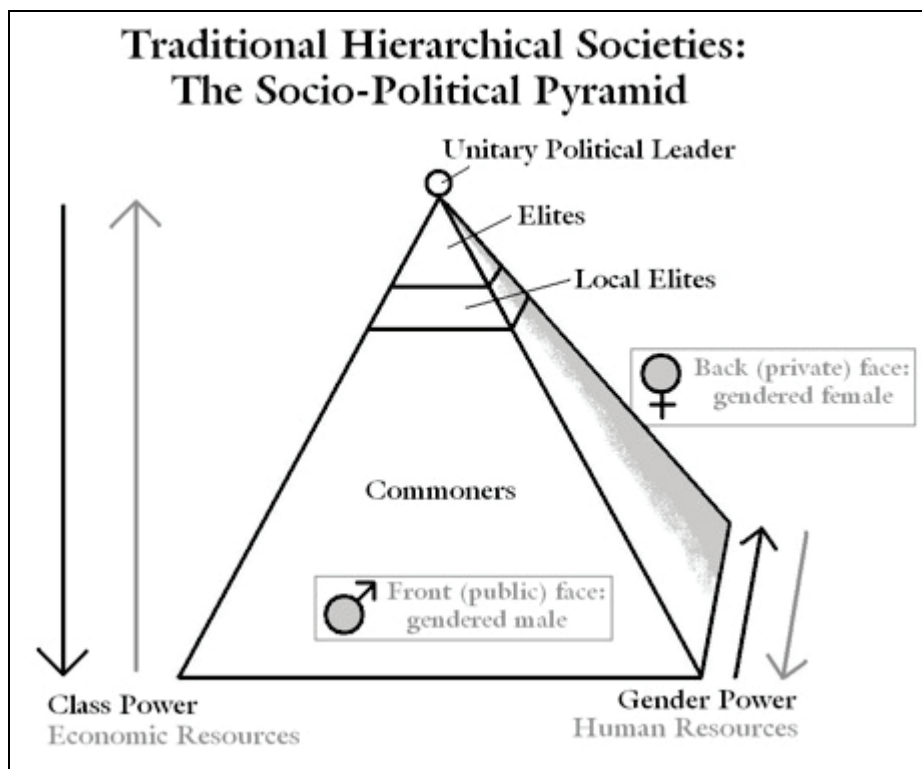 Traditional Hierarchical Societies:
The Socio-Political Pyramid
Unitary Political Leader
Elites
Local Elites
Back (private) face:
gendered female
Commoners
Front (public) face:
gendered male
Class Power
Economic Resources
Gender Power
Human Resources